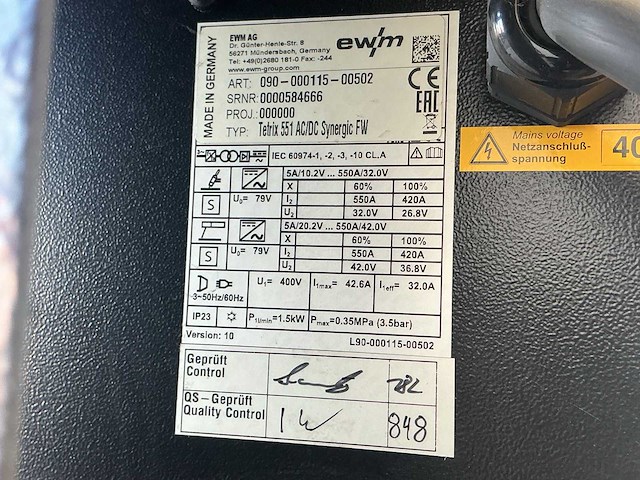 MADE IN GERMANY
EWM AG
Dr. Günter-Henle-Str. 8
56271 Mündersbach, Germany
Tel: +49(0)2680 181-0 Fax: -244
www.ewm-group.com
ewm
ART: 090-000115-00502
SRNR: 0000584666
PROJ.: 000000
TYP: Tetrix 551 AC/DC Synergic FW
CE
EAC
IEC 60974-1, -2, -3, -10 CL.A
5A/10.2V ... 550A/32.0V
X 60% 100%
S U₀= 79V I₂ 550A 420A
U₂ 32.0V 26.8V
5A/20.2V ... 550A/42.0V
X 60% 100%
S U₀= 79V I₂ 550A 420A
U₂ 42.0V 36.8V
3~50Hz/60Hz U₁= 400V I₁max= 42.6A I₁eff= 32.0A
IP23 P₁lmin=1.5kW Pmax=0.35MPa (3.5bar)
Version: 10 L90-000115-00502
Geprüft
Control
QS-Geprüft
Quality Control 848
Mains voltage
Netzanschluß-
spannung
40